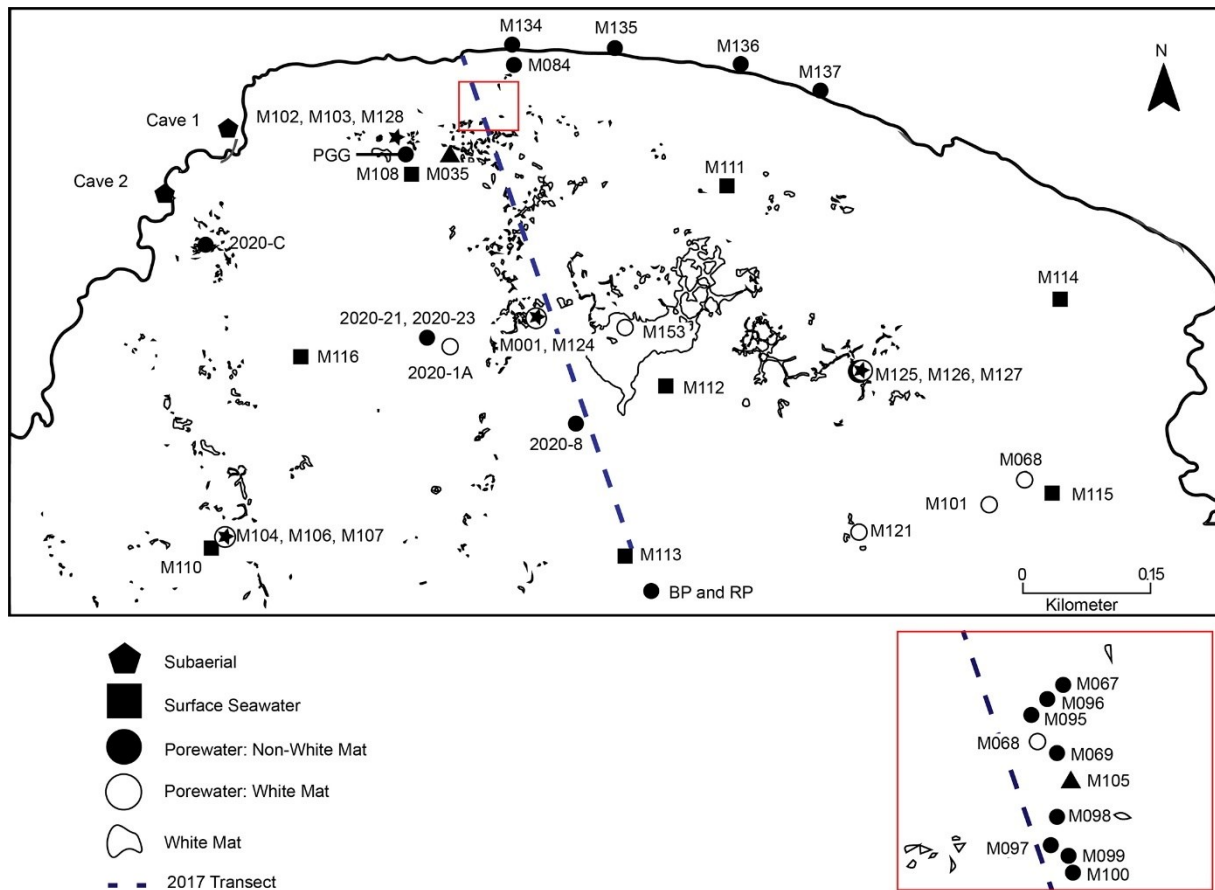 M134
M135
M136
M137
M084
N
Cave 1
M102, M103, M128
PGG
M108
M035
M111
Cave 2
2020-C
M114
2020-21, 2020-23
M153
M001, M124
M116
2020-1A
M112
M125, M126, M127
2020-8
M068
M101
M115
M121
M104, M106, M107
M110
M113
0
0.15
Kilometer
BP and RP
Subaerial
Surface Seawater
Porewater: Non-White Mat
Porewater: White Mat
White Mat
2017 Transect
M067
M096
M095
M068
M069
M105
M098
M097
M099
M100